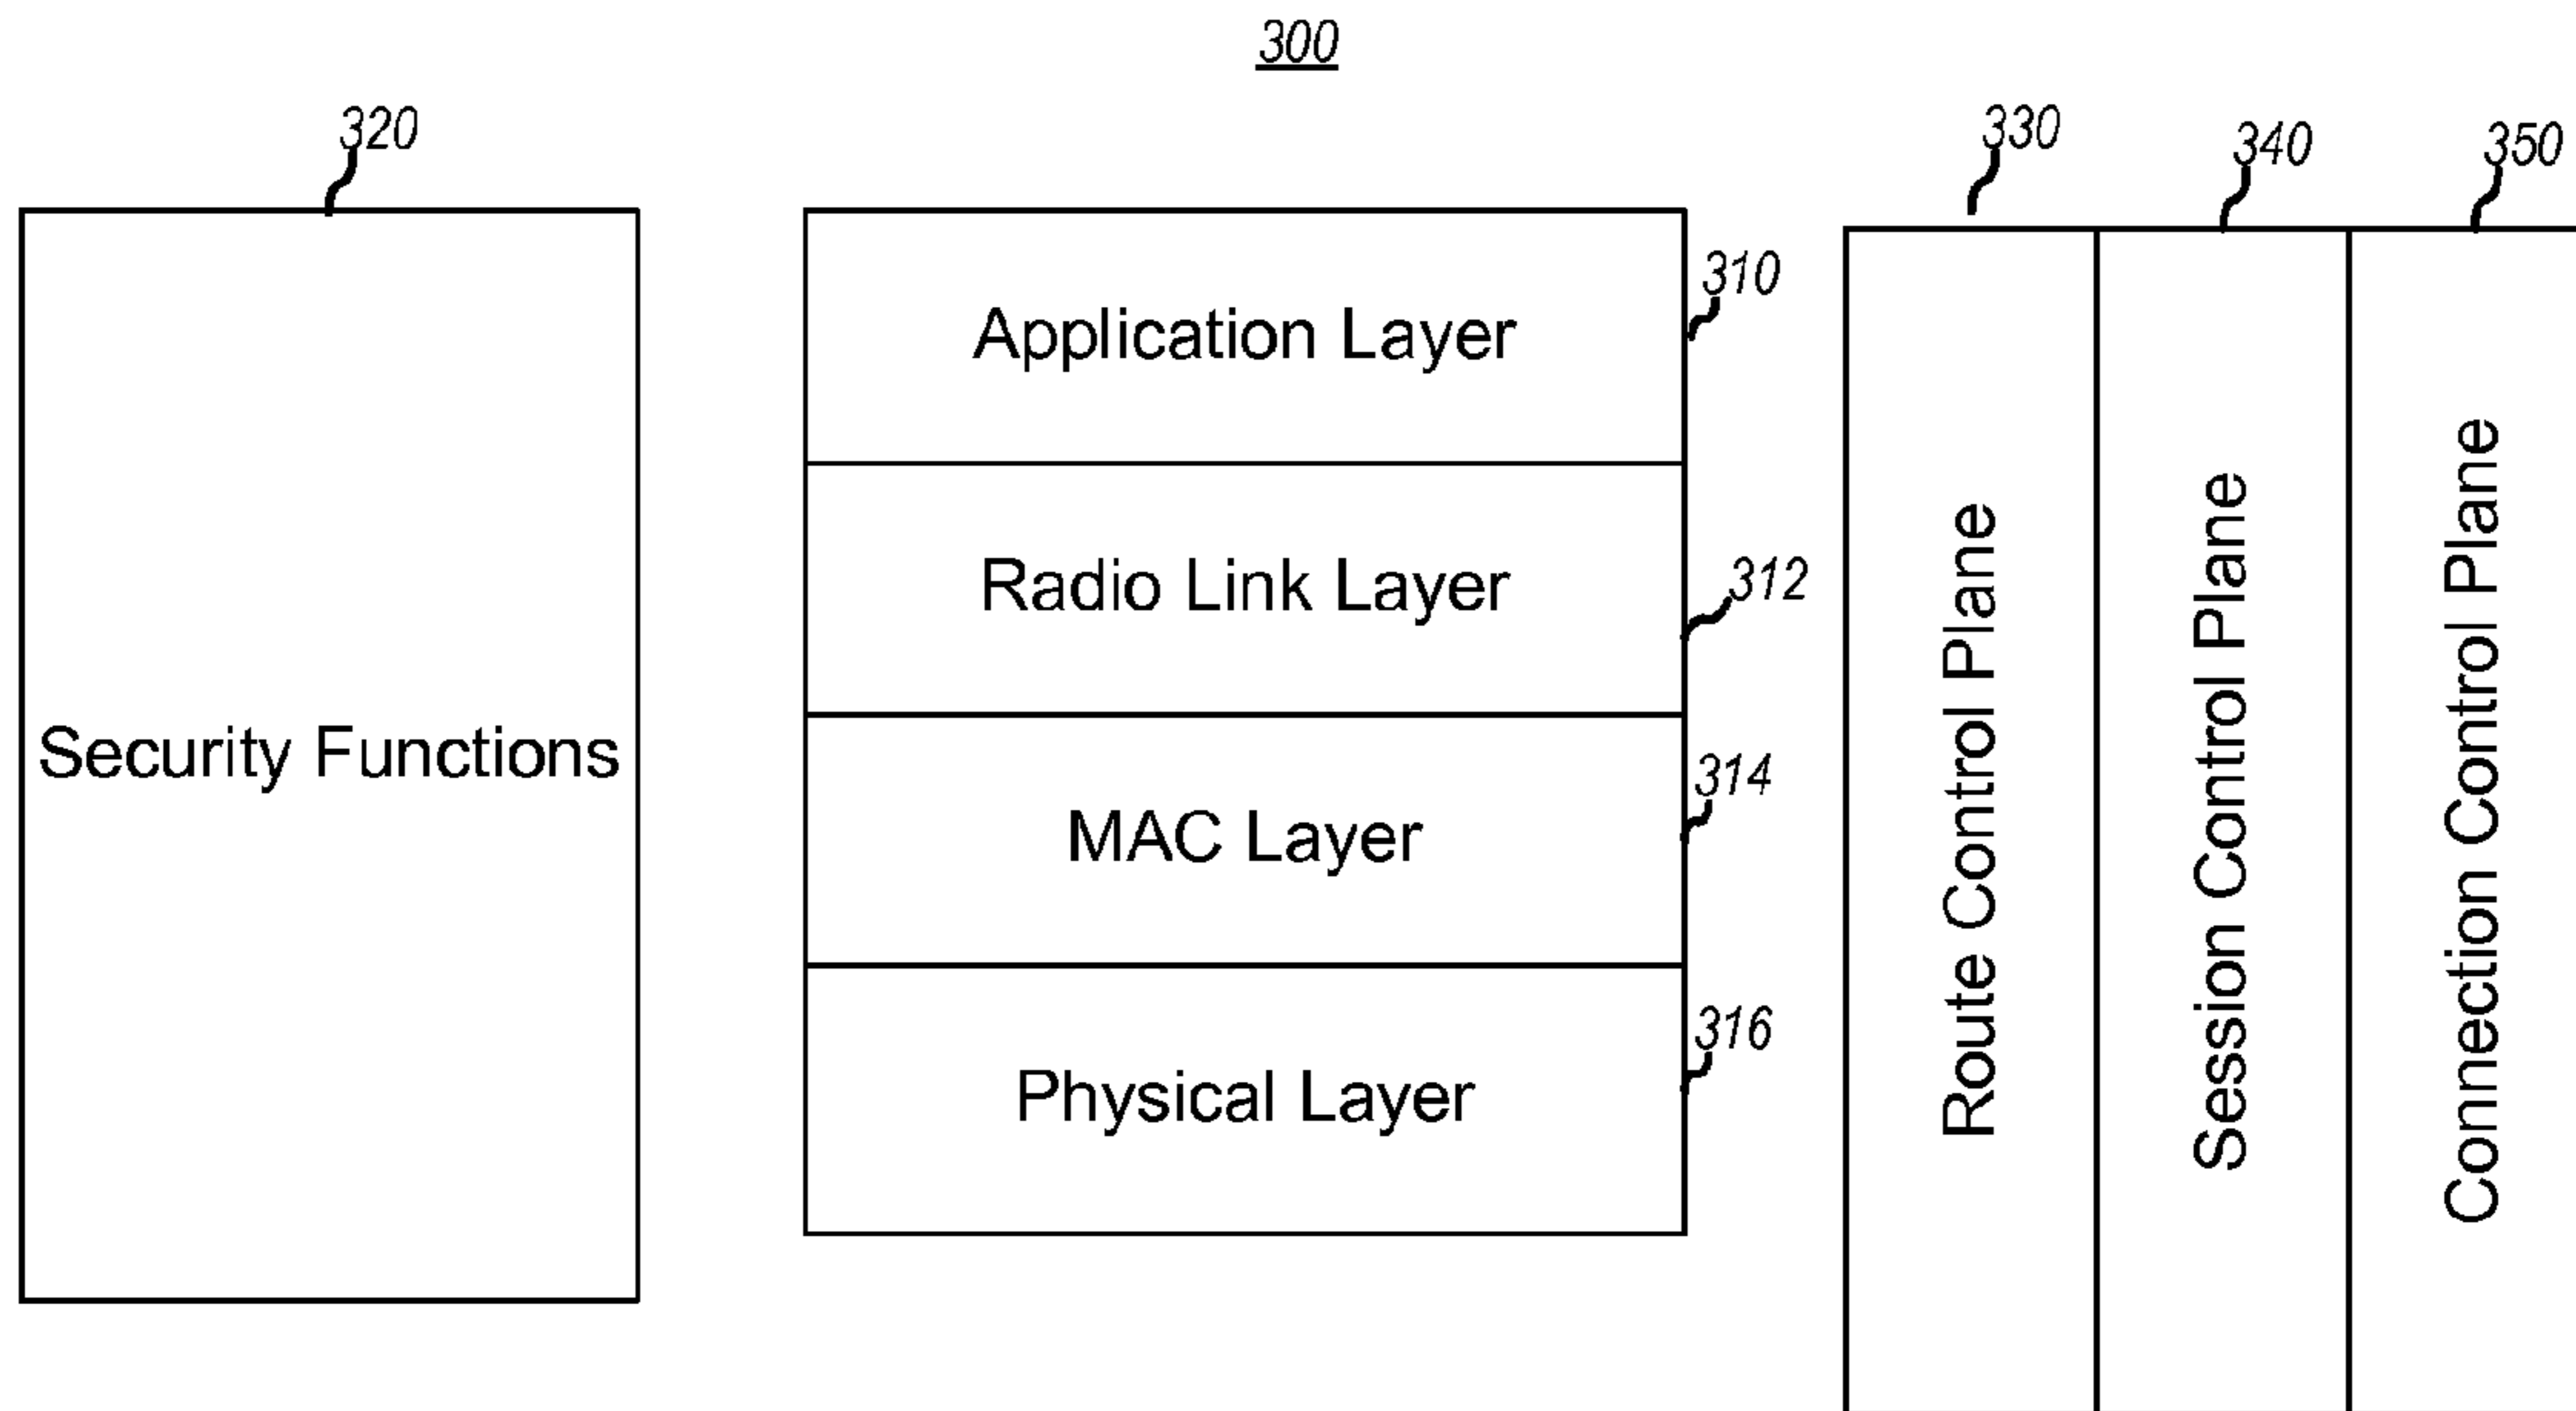 300
320
330
340
350
310
Application Layer
312
Radio Link Layer
314
MAC Layer
316
Physical Layer
Security Functions
Route Control Plane
Session Control Plane
Connection Control Plane